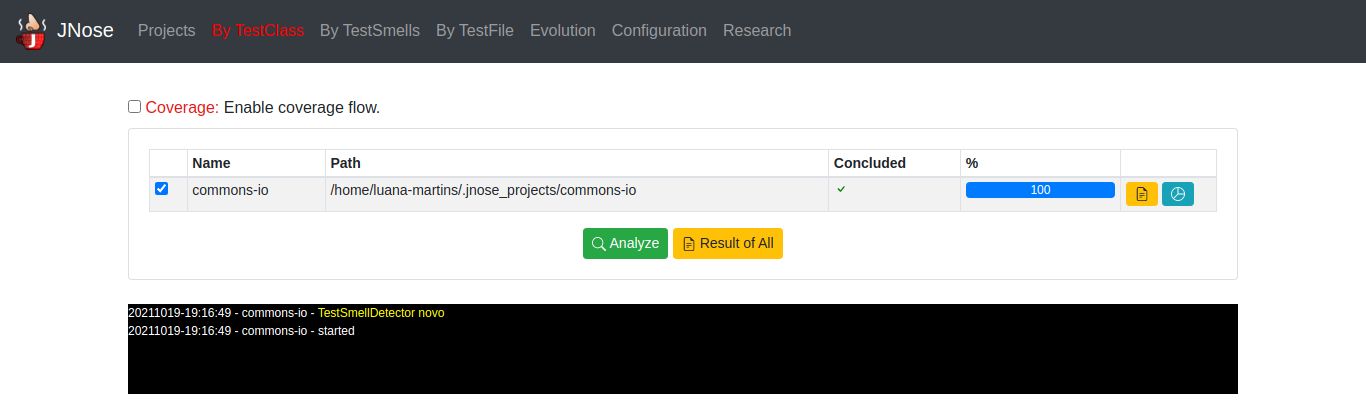 JNose Projects By TestClass By TestSmells By TestFile Evolution Configuration Research
Coverage: Enable coverage flow.
Name Path Concluded %
commons-io /home/luana-martins/.jnose_projects/commons-io 100
Analyze Result of All
20211019-19:16:49 - commons-io - TestSmellDetector novo
20211019-19:16:49 - commons-io - started